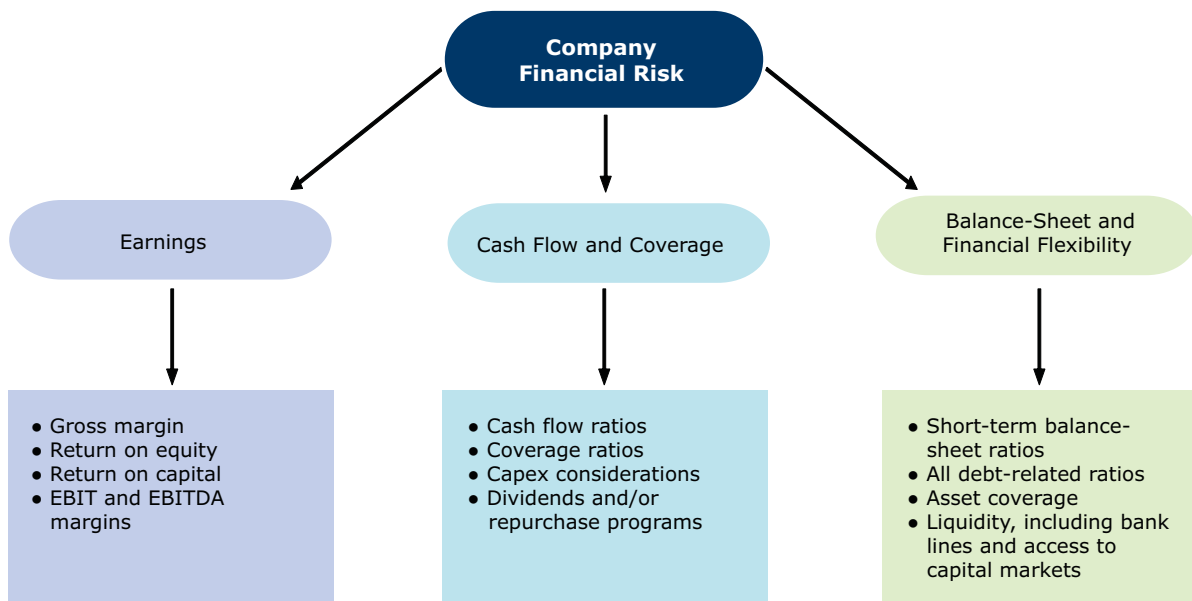 Company
Financial Risk
Earnings
Cash Flow and Coverage
Balance-Sheet and
Financial Flexibility
● Gross margin
● Return on equity
● Return on capital
● EBIT and EBITDA
margins
● Cash flow ratios
● Coverage ratios
● Capex considerations
● Dividends and/or
repurchase programs
● Short-term balance-
sheet ratios
● All debt-related ratios
● Asset coverage
● Liquidity, including bank
lines and access to
capital markets